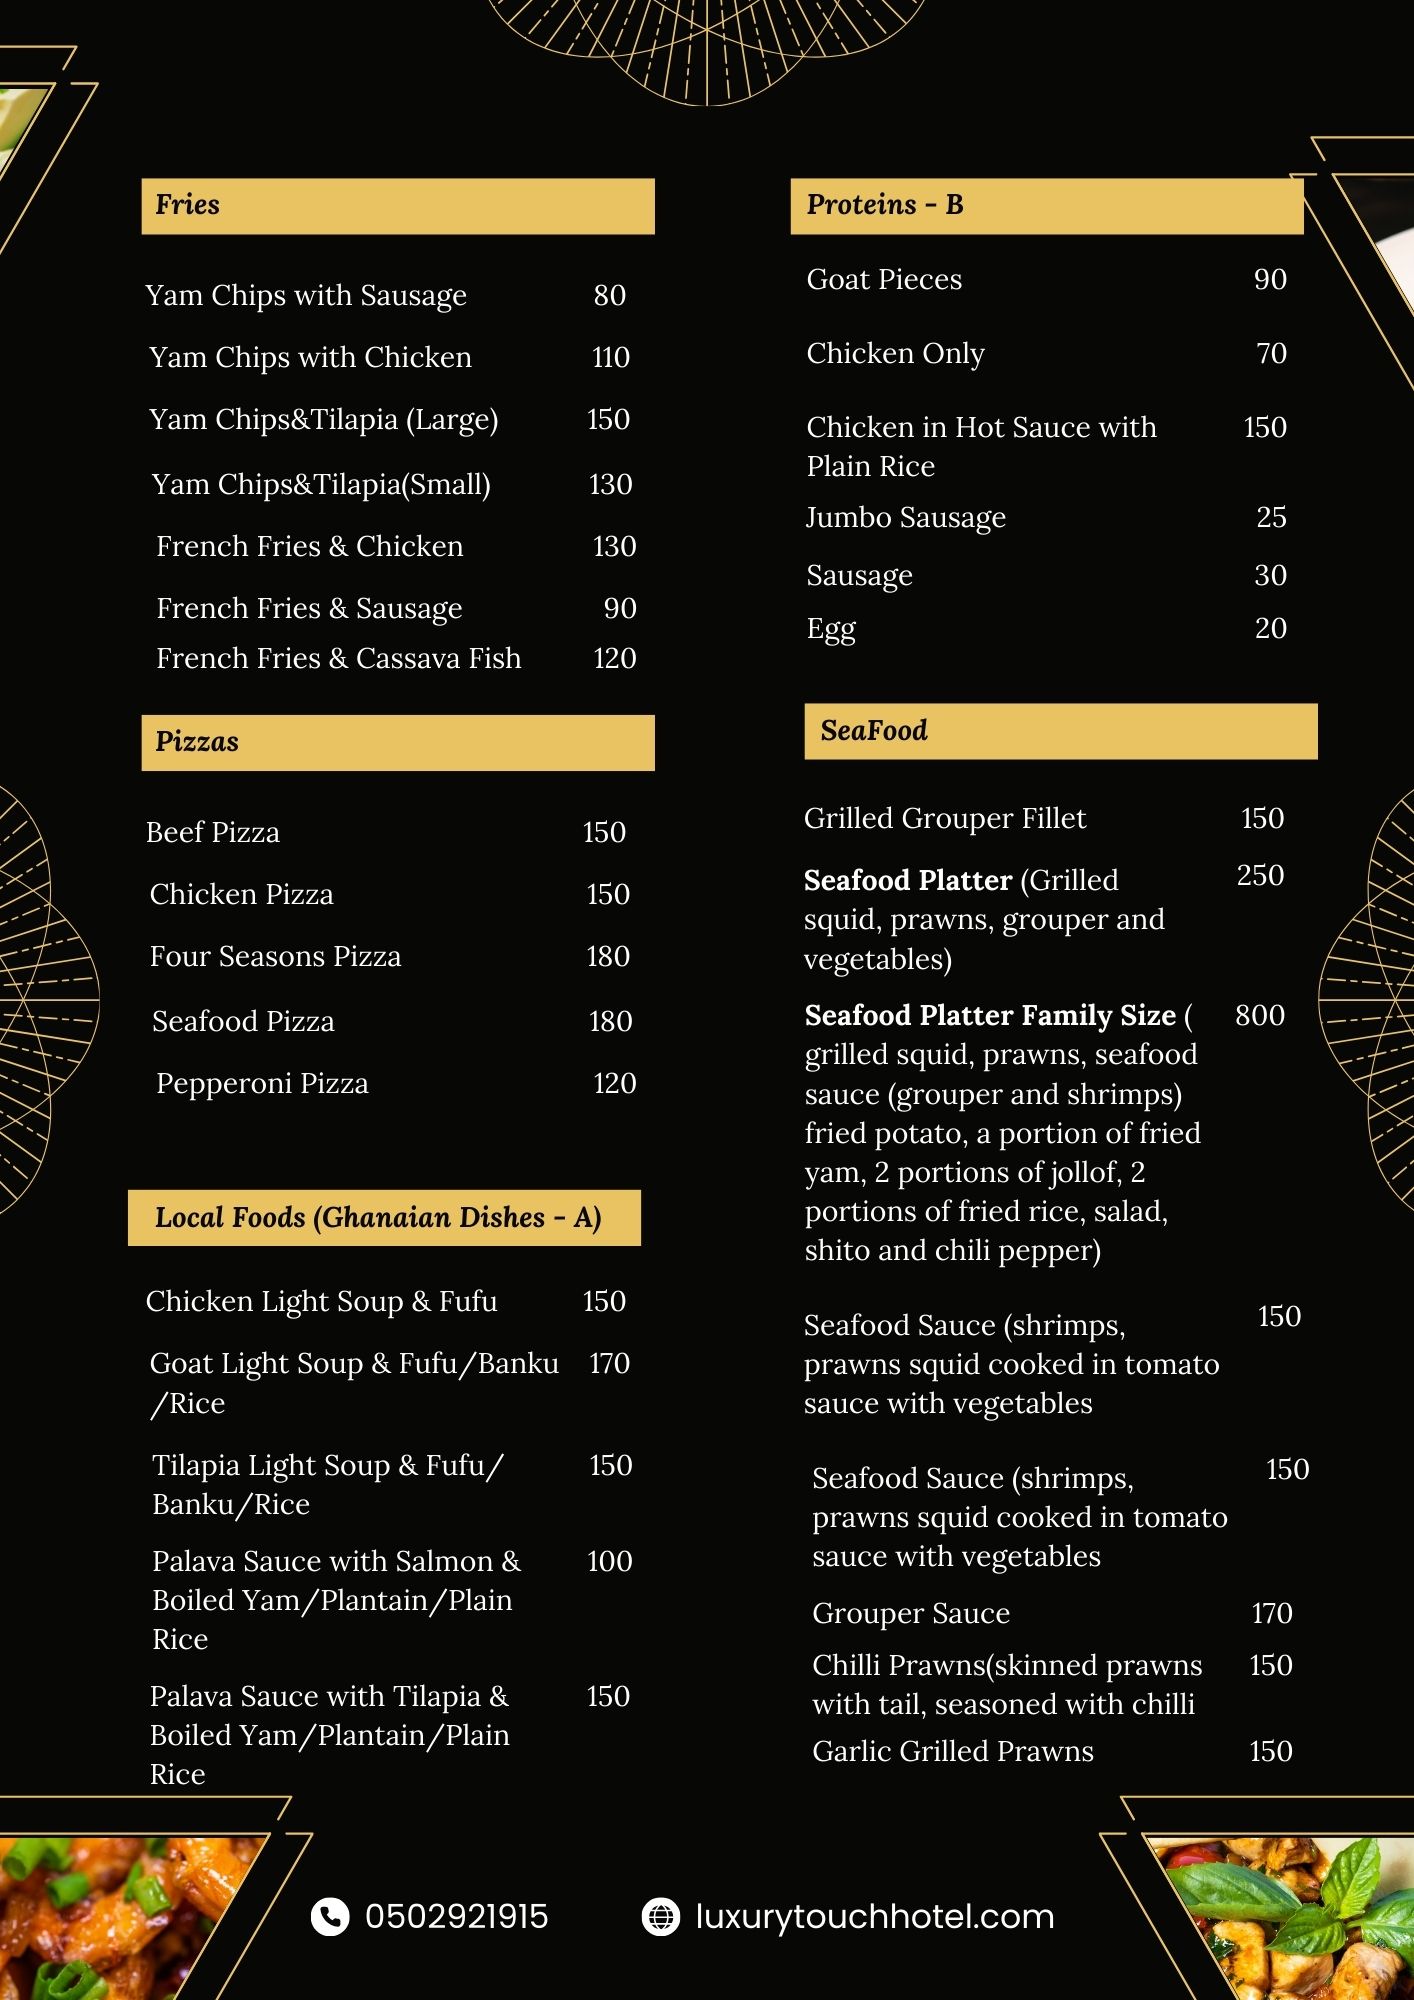 Fries
Yam Chips with Sausage 80
Yam Chips with Chicken 110
Yam Chips&Tilapia (Large) 150
Yam Chips&Tilapia(Small) 130
French Fries & Chicken 130
French Fries & Sausage 90
French Fries & Cassava Fish 120
Pizzas
Beef Pizza 150
Chicken Pizza 150
Four Seasons Pizza 180
Seafood Pizza 180
Pepperoni Pizza 120
Local Foods (Ghanaian Dishes - A)
Chicken Light Soup & Fufu 150
Goat Light Soup & Fufu/Banku 170
/Rice
Tilapia Light Soup & Fufu/ 150
Banku/Rice
Palava Sauce with Salmon & 100
Boiled Yam/Plantain/Plain
Rice
Palava Sauce with Tilapia & 150
Boiled Yam/Plantain/Plain
Rice
Proteins - B
Goat Pieces 90
Chicken Only 70
Chicken in Hot Sauce with 150
Plain Rice
Jumbo Sausage 25
Sausage 30
Egg 20
SeaFood
Grilled Grouper Fillet 150
Seafood Platter (Grilled 250
squid, prawns, grouper and
vegetables)
Seafood Platter Family Size ( 800
grilled squid, prawns, seafood
sauce (grouper and shrimps)
fried potato, a portion of fried
yam, 2 portions of jollof, 2
portions of fried rice, salad,
shito and chili pepper)
Seafood Sauce (shrimps, 150
prawns squid cooked in tomato
sauce with vegetables
Seafood Sauce (shrimps, 150
prawns squid cooked in tomato
sauce with vegetables
Grouper Sauce 170
Chilli Prawns(skinned prawns 150
with tail, seasoned with chilli
Garlic Grilled Prawns 150
0502921915
luxurytouchhotel.com